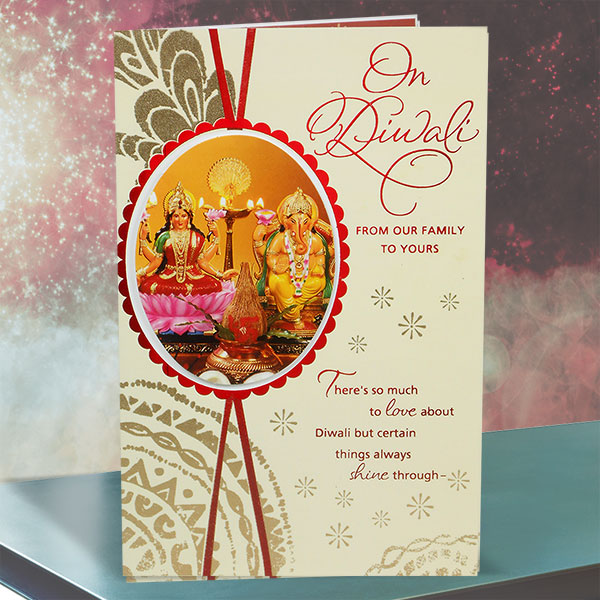 On
Diwali
FROM OUR FAMILY
TO YOURS
There's so much
to love about
Diwali but certain
things always
shine through–